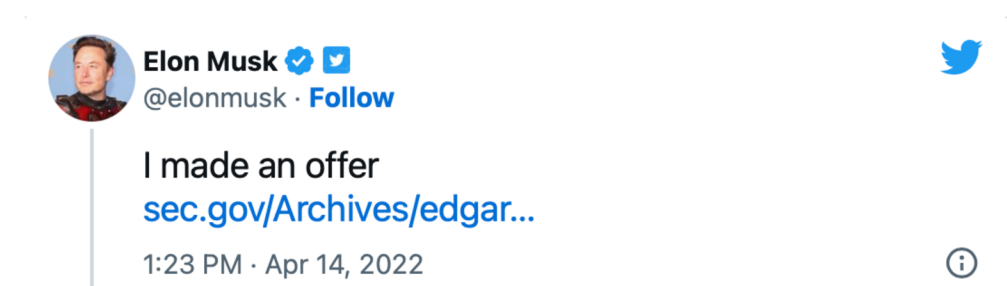 Elon Musk
@elonmusk · Follow
I made an offer
sec.gov/Archives/edgar...
1:23 PM · Apr 14, 2022